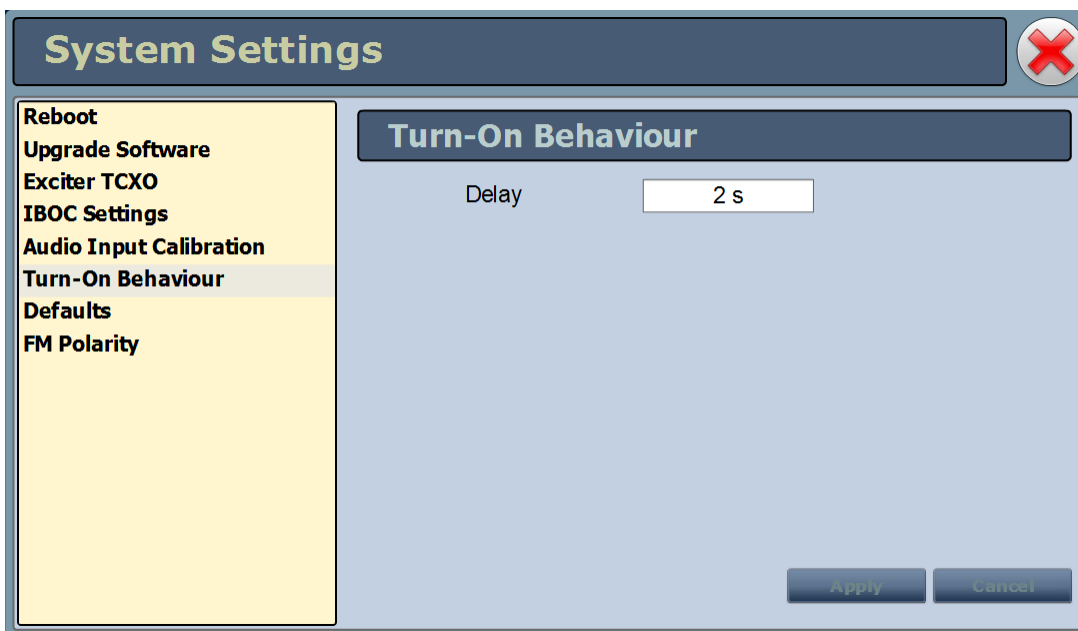 System Settings
Reboot
Upgrade Software
Exciter TCXO
IBOC Settings
Audio Input Calibration
Turn-On Behaviour
Defaults
FM Polarity
Turn-On Behaviour
Delay 2 s
Apply Cancel